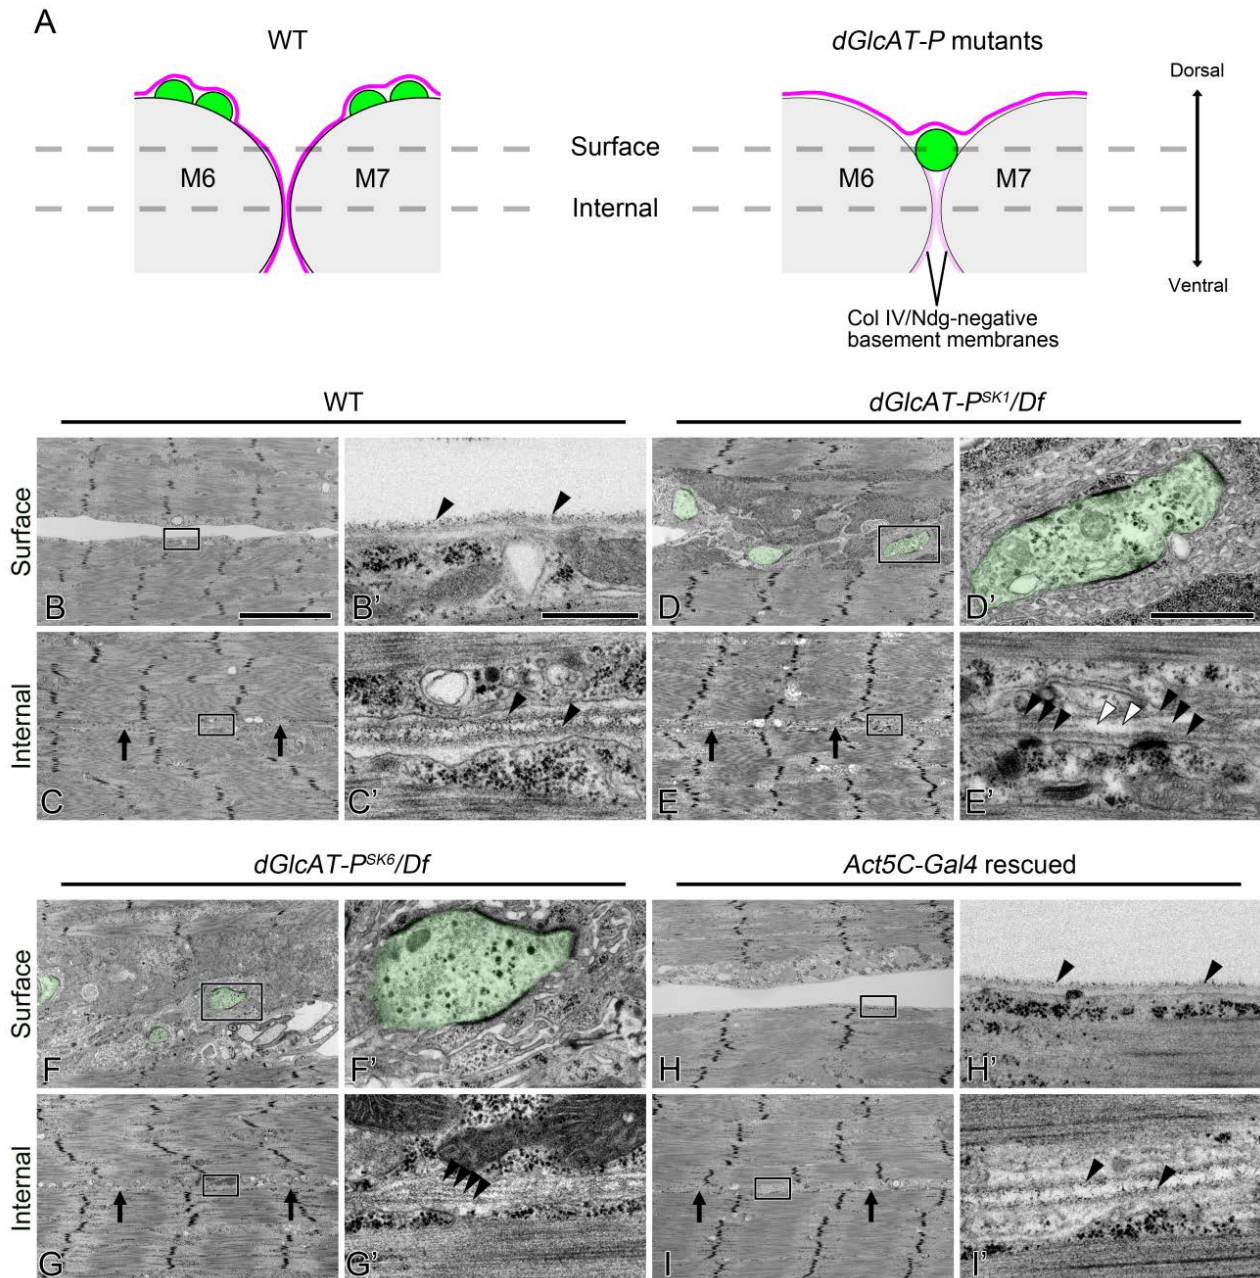 A
WT
dGlcAT-P mutants
Dorsal
Surface
M6
M7
M6
M7
Internal
Ventral
Col IV/Ndg-negative
basement membranes
WT
dGlcAT-P^SK1/Df
Surface
B
B'
D
D'
Internal
C
C'
E
E'
dGlcAT-P^SK6/Df
Act5C-Gal4 rescued
Surface
F
F'
H
H'
Internal
G
G'
I
I'